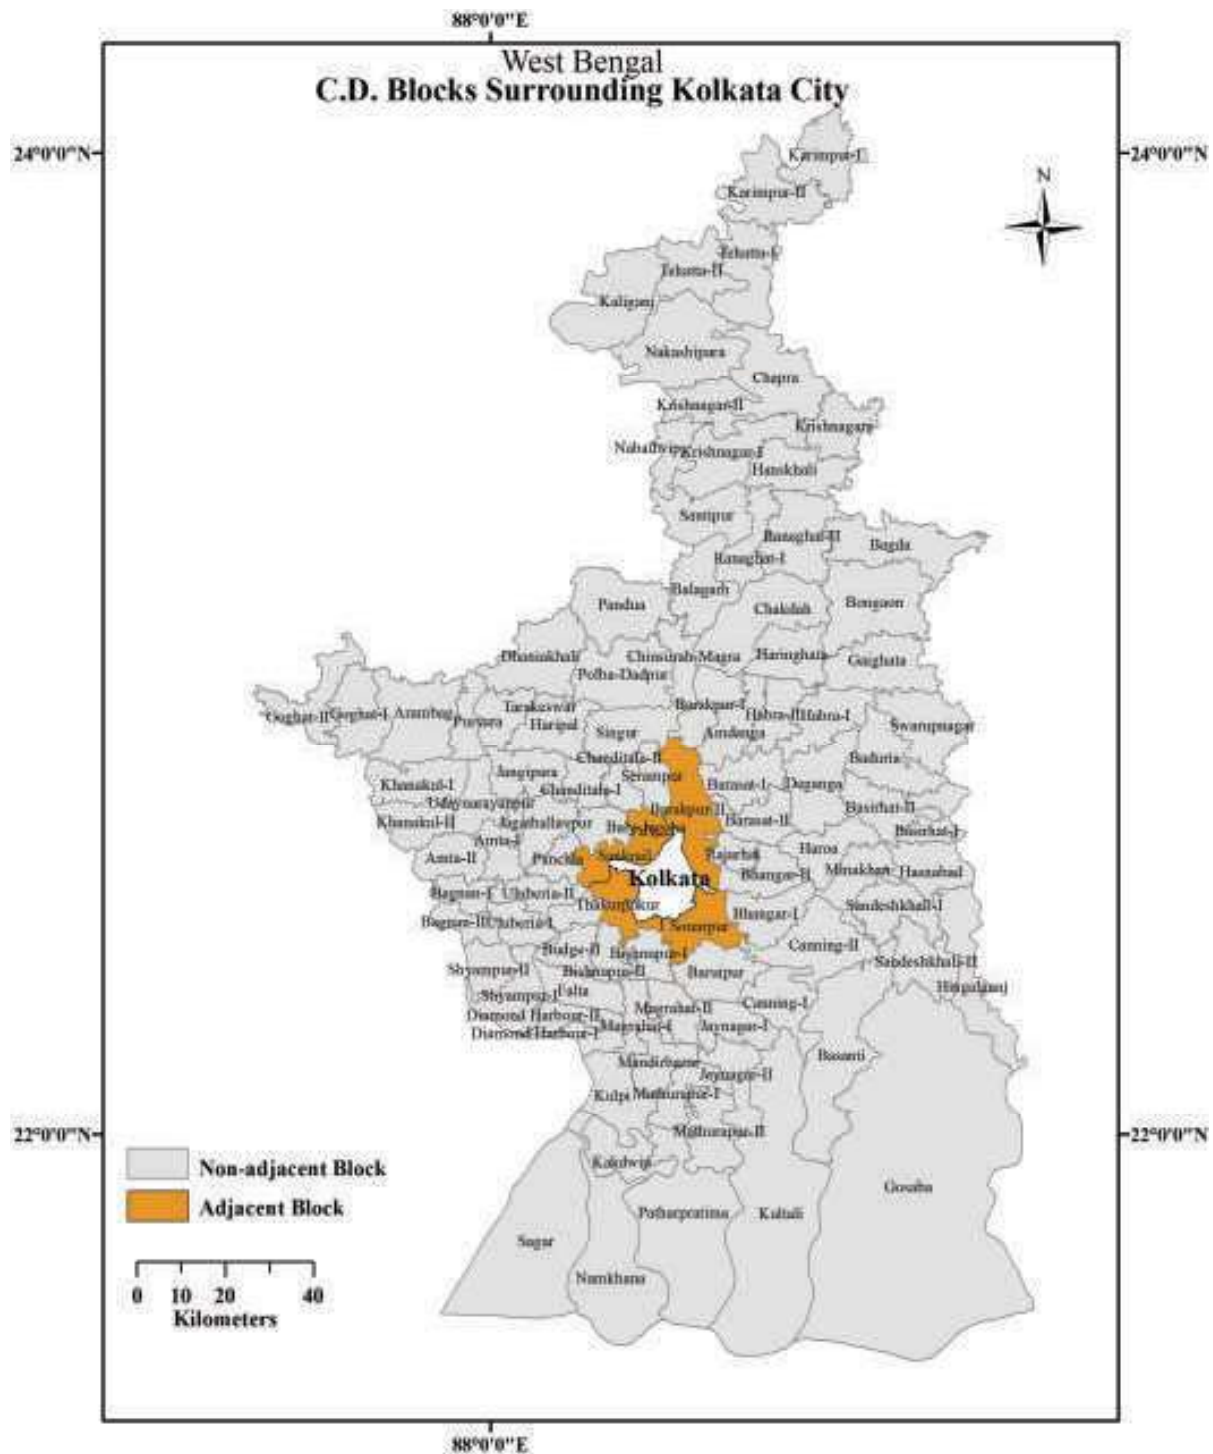 88°0'0"E
West Bengal
C.D. Blocks Surrounding Kolkata City
24°0'0"N
24°0'0"N
N
Karimpur-I
Karimpur-II
Tehatta-I
Tehatta-II
Kaliganj
Nakashipara
Chapra
Krishnagar-II
Krishnaganj
Nabadwip
Krishnagar-I
Hanskhali
Santipur
Ranaghat-II
Bagda
Ranaghat-I
Balagarh
Pandua
Chakdah
Bongaon
Dhaniakhali
Chinsurah-Magra
Haringhata
Gaighata
Polba-Dadpur
Goghat-II
Goghat-I
Arambag
Pursura
Tarakeswar
Haripal
Singur
Barakpur-I
Habra-II
Habra-I
Amdanga
Swarupnagar
Chanditala-II
Baduria
Khanakul-I
Jangipara
Serampur
Chanditala-I
Barasat-I
Deganga
Udaynarayanpur
Barakpur-II
Basirhat-II
Khanakul-II
Jagatballavpur
Barasat-II
Basirhat-I
Amta-I
Amta-II
Panchla
Sankrail
Rajarhat
Haroa
Minakhan
Hasnabad
Kolkata
Bhangar-II
Bagnan-I
Uluberia-II
Thakurpukur
Bhangar-I
Sandeshkhali-I
Bagnan-II
Uluberia-I
Sonarpur
Canning-II
Budge-II
Bishnupur-I
Sandeshkhali-II
Shyampur-II
Bishnupur-II
Baruipur
Hingalganj
Shyampur-I
Falta
Magrahat-II
Canning-I
Diamond Harbour-II
Diamond Harbour-I
Magrahat-I
Jaynagar-I
Basanti
Mandirbazar
Jaynagar-II
Kulpi
Mathurapur-I
Mathurapur-II
22°0'0"N
22°0'0"N
Kakdwip
Non-adjacent Block
Adjacent Block
Gosaba
Patharpratima
Kultali
Sagar
Namkhana
0 10 20 40
Kilometers
88°0'0"E